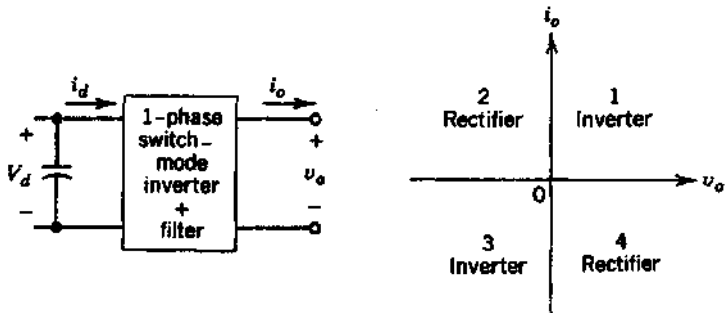 i_d
i_o
+
V_d
−
1-phase
switch-
mode
inverter
+
filter
+
v_o
−
i_o
2
Rectifier
1
Inverter
0
v_o
3
Inverter
4
Rectifier